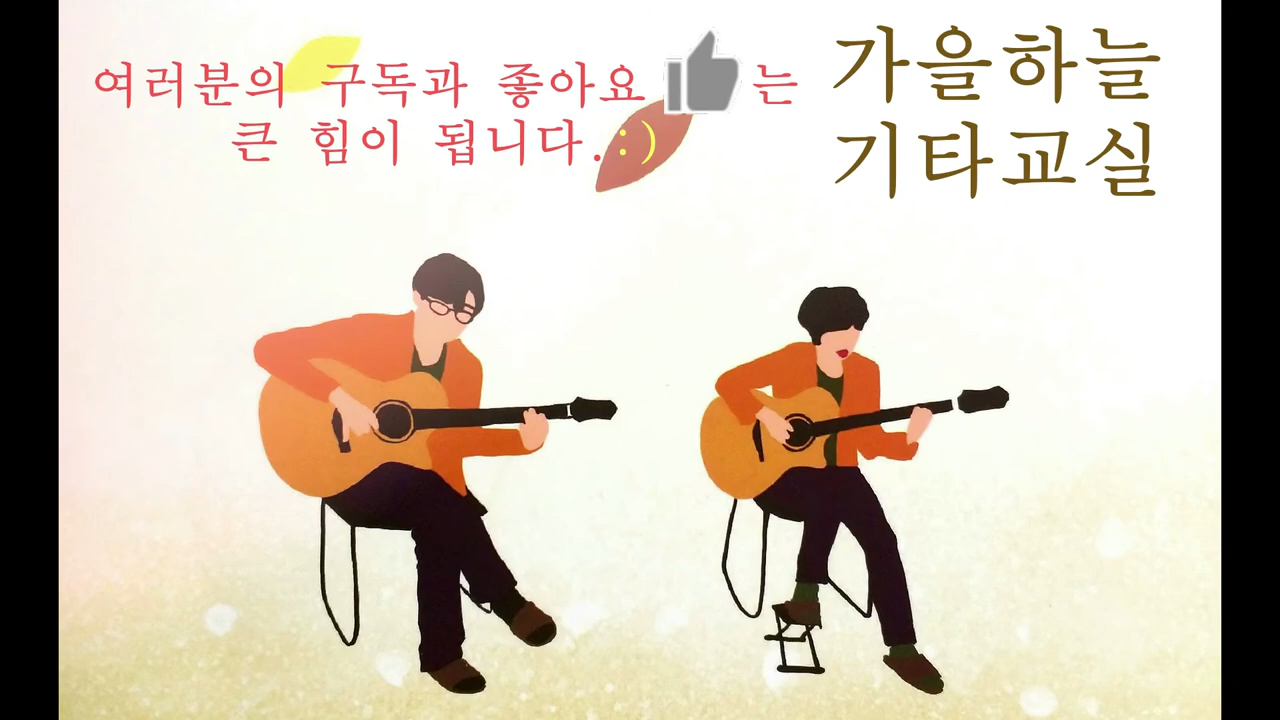 여러분의 구독과 좋아요 는
큰 힘이 됩니다. :)
가을하늘
기타교실